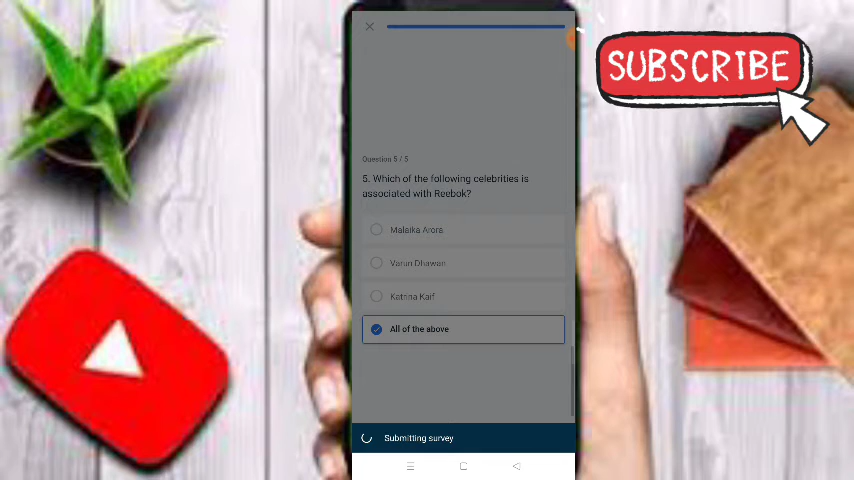 SUBSCRIBE
Question 5 / 5
5. Which of the following celebrities is
associated with Reebok?
Malaika Arora
Varun Dhawan
Katrina Kaif
All of the above
Submitting survey